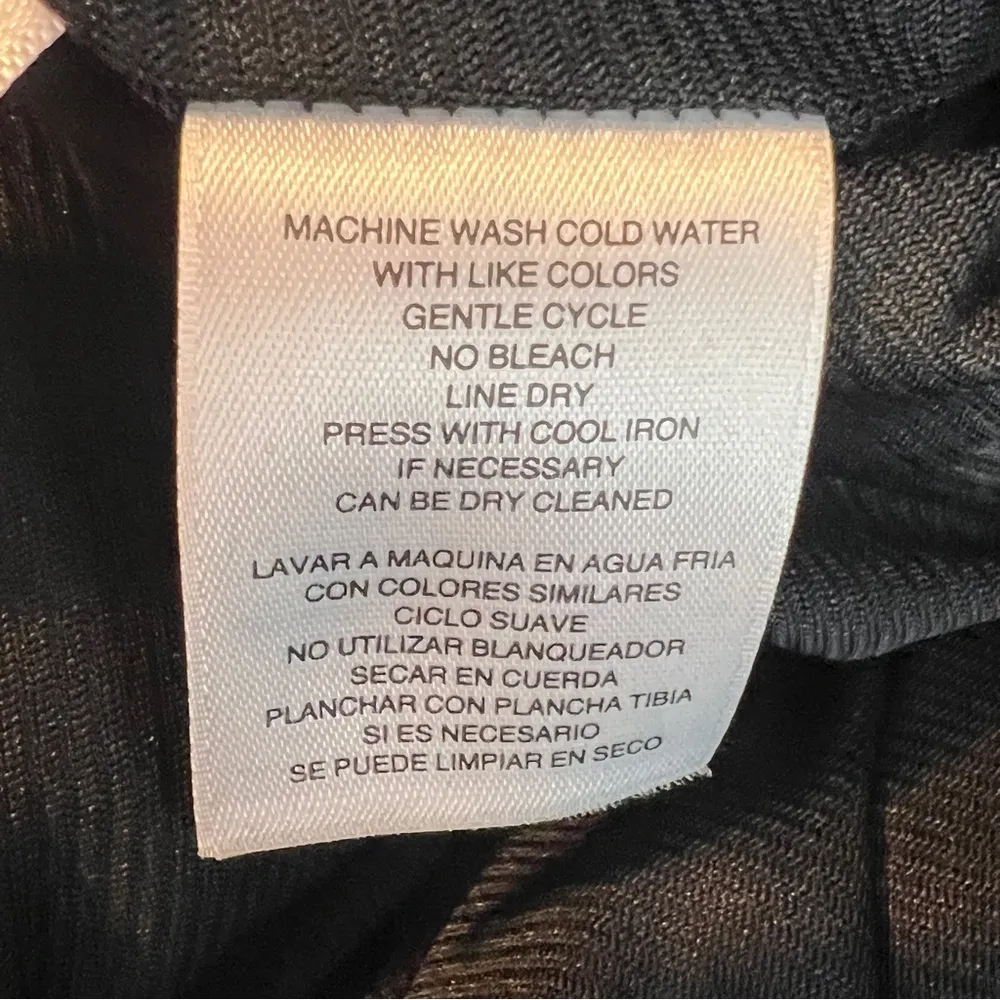 MACHINE WASH COLD WATER
WITH LIKE COLORS
GENTLE CYCLE
NO BLEACH
LINE DRY
PRESS WITH COOL IRON
IF NECESSARY
CAN BE DRY CLEANED
LAVAR A MAQUINA EN AGUA FRIA
CON COLORES SIMILARES
CICLO SUAVE
NO UTILIZAR BLANQUEADOR
SECAR EN CUERDA
PLANCHAR CON PLANCHA TIBIA
SI ES NECESARIO
SE PUEDE LIMPIAR EN SECO